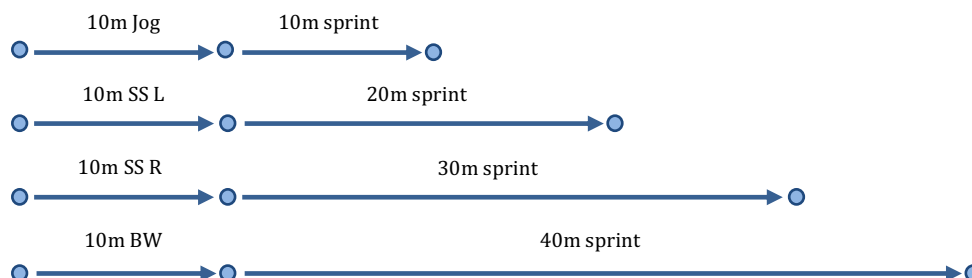 10m Jog 10m sprint
10m SS L 20m sprint
10m SS R 30m sprint
10m BW 40m sprint